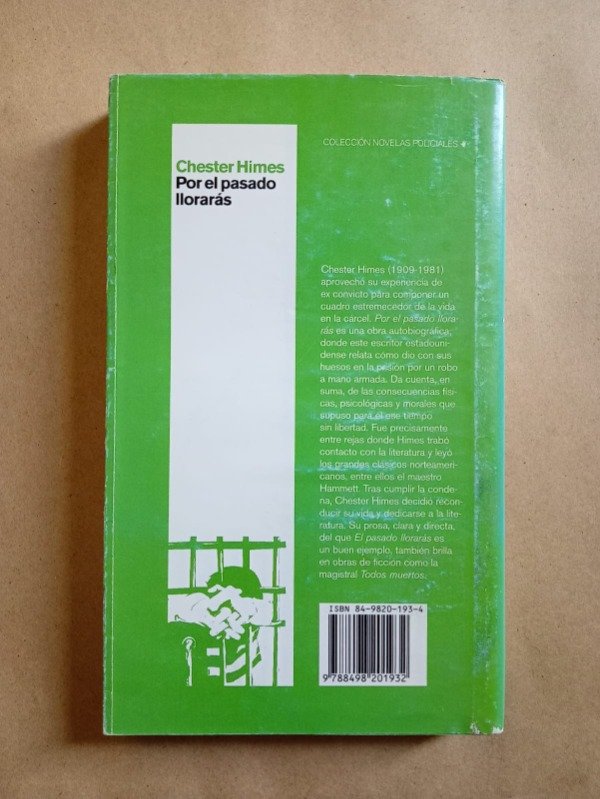 COLECCIÓN NOVELAS POLICIALES 4
Chester Himes
Por el pasado
llorarás
Chester Himes (1909-1981)
aprovechó su experiencia de
ex convicto para componer un
cuadro estremecedor de la vida
en la cárcel. Por el pasado llora-
rás es una obra autobiográfica,
donde este escritor estadouni-
dense relata cómo dio con sus
huesos en la prisión por un robo
a mano armada. Da cuenta, en
suma, de las consecuencias físi-
cas, psicológicas y morales que
supuso para él ese tiempo
sin libertad. Fue precisamente
entre rejas donde Himes trabó
contacto con la literatura y leyó
los grandes clásicos norteameri-
canos, entre ellos el maestro
Hammett. Tras cumplir la conde-
na, Chester Himes decidió recon-
ducir su vida y dedicarse a la lite-
ratura. Su prosa, clara y directa,
del que El pasado llorarás es
un buen ejemplo, también brilla
en obras de ficción como la
magistral Todos muertos.
ISBN 84-9820-193-4
9 788498 201932